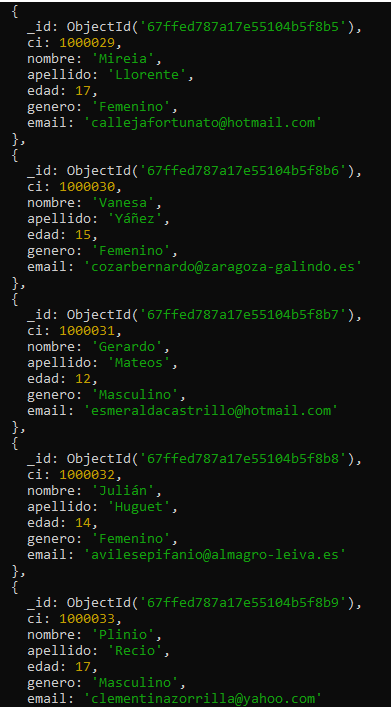 {
_id: ObjectId('67ffed787a17e55104b5f8b5'),
ci: 1000029,
nombre: 'Mireia',
apellido: 'Llorente',
edad: 17,
genero: 'Femenino',
email: 'callejafortunato@hotmail.com'
},
{
_id: ObjectId('67ffed787a17e55104b5f8b6'),
ci: 1000030,
nombre: 'Vanesa',
apellido: 'Yáñez',
edad: 15,
genero: 'Femenino',
email: 'cozarbernardo@zaragoza-galindo.es'
},
{
_id: ObjectId('67ffed787a17e55104b5f8b7'),
ci: 1000031,
nombre: 'Gerardo',
apellido: 'Mateos',
edad: 12,
genero: 'Masculino',
email: 'esmeraldacastrillo@hotmail.com'
},
{
_id: ObjectId('67ffed787a17e55104b5f8b8'),
ci: 1000032,
nombre: 'Julián',
apellido: 'Huguet',
edad: 14,
genero: 'Femenino',
email: 'avilesepifanio@almagro-leiva.es'
},
{
_id: ObjectId('67ffed787a17e55104b5f8b9'),
ci: 1000033,
nombre: 'Plinio',
apellido: 'Recio',
edad: 17,
genero: 'Masculino',
email: 'clementinazorrilla@yahoo.com'